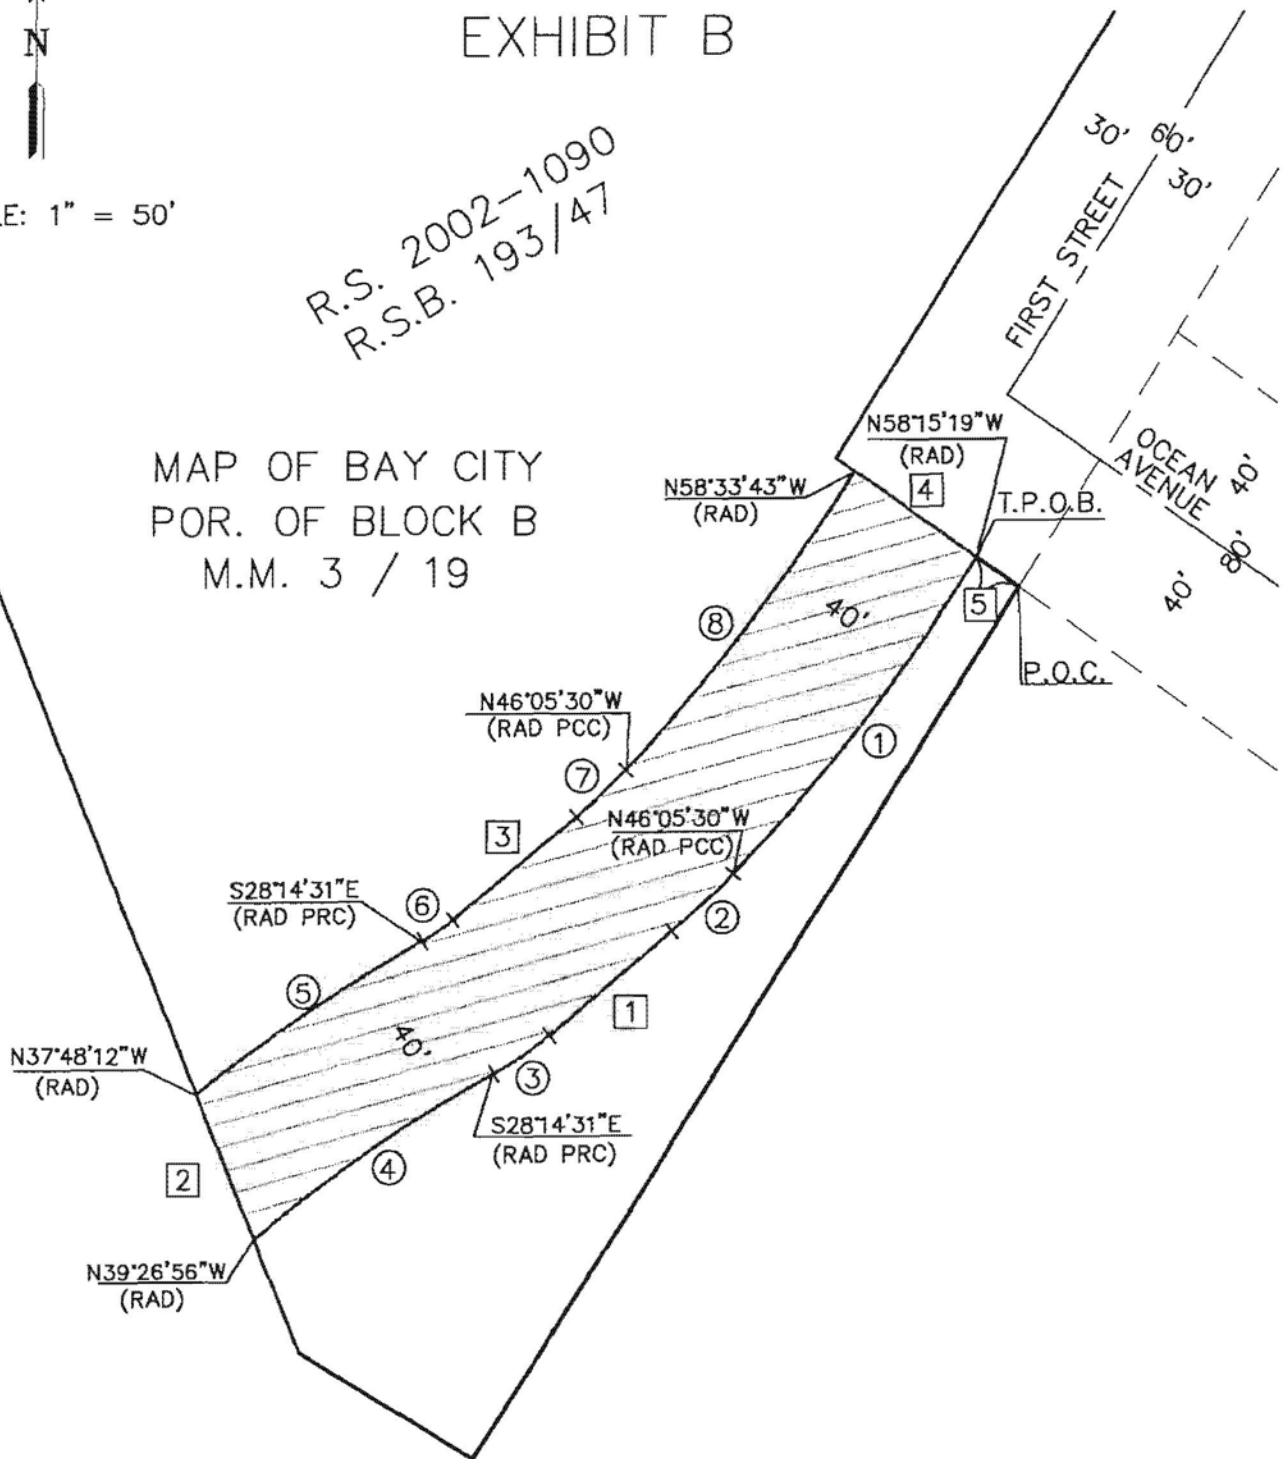 EXHIBIT B
N
E: 1" = 50'
R.S. 2002-1090
R.S.B. 193/47
30' 60'
30'
FIRST STREET
MAP OF BAY CITY
POR. OF BLOCK B
M.M. 3 / 19
N58°15'19"W
(RAD)
4
N58°33'43"W
(RAD)
T.P.O.B.
OCEAN
AVENUE
40'
80'
40'
5
P.O.C.
40'
8
1
N46°05'30"W
(RAD PCC)
7
N46°05'30"W
(RAD PCC)
3
2
S28°14'31"E
(RAD PRC)
6
5
1
40'
N37°48'12"W
(RAD)
3
S28°14'31"E
(RAD PRC)
4
2
N39°26'56"W
(RAD)